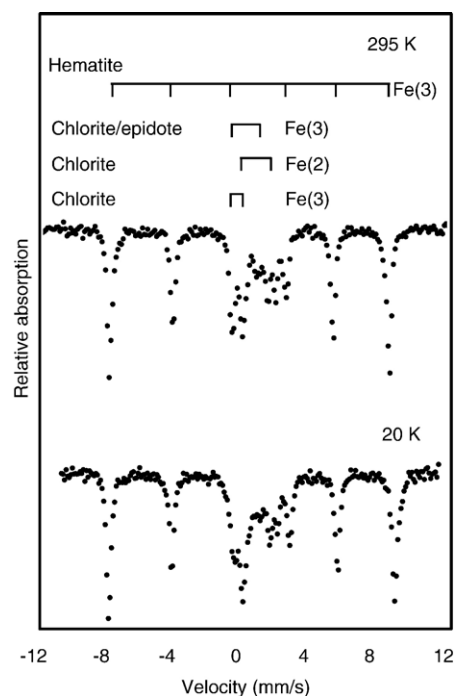 295 K
Hematite
Fe(3)
Chlorite/epidote Fe(3)
Chlorite Fe(2)
Chlorite Fe(3)
Relative absorption
20 K
-12 -8 -4 0 4 8 12
Velocity (mm/s)